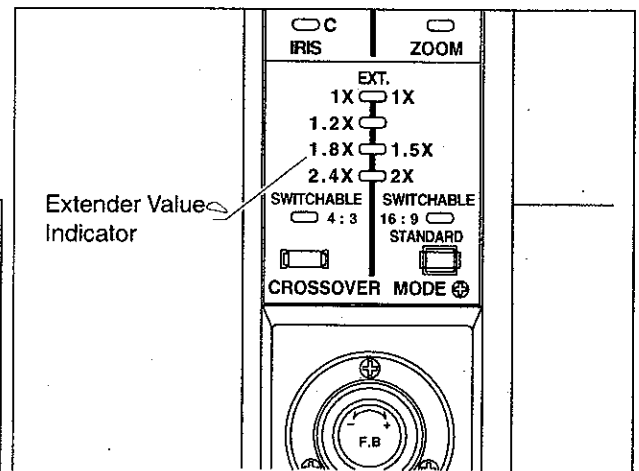 C
IRIS ZOOM
EXT.
1X 1X
1.2X
1.8X 1.5X
2.4X 2X
Extender Value
Indicator
SWITCHABLE SWITCHABLE
4:3 16:9
STANDARD
CROSSOVER MODE
- +
F.B